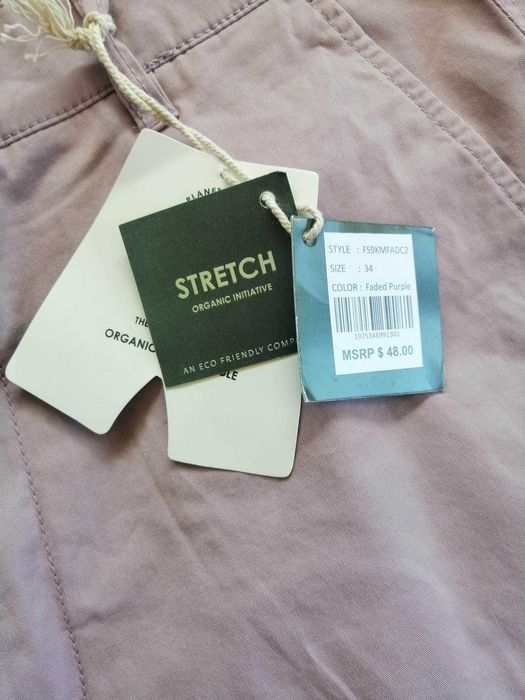 PLANE
STRETCH
ORGANIC INITIATIVE
AN ECO FRIENDLY COMP
THE
ORGANIC
STYLE : FS9KMFADC2
SIZE : 34
COLOR : Faded Purple
1975346991301
MSRP $ 48.00